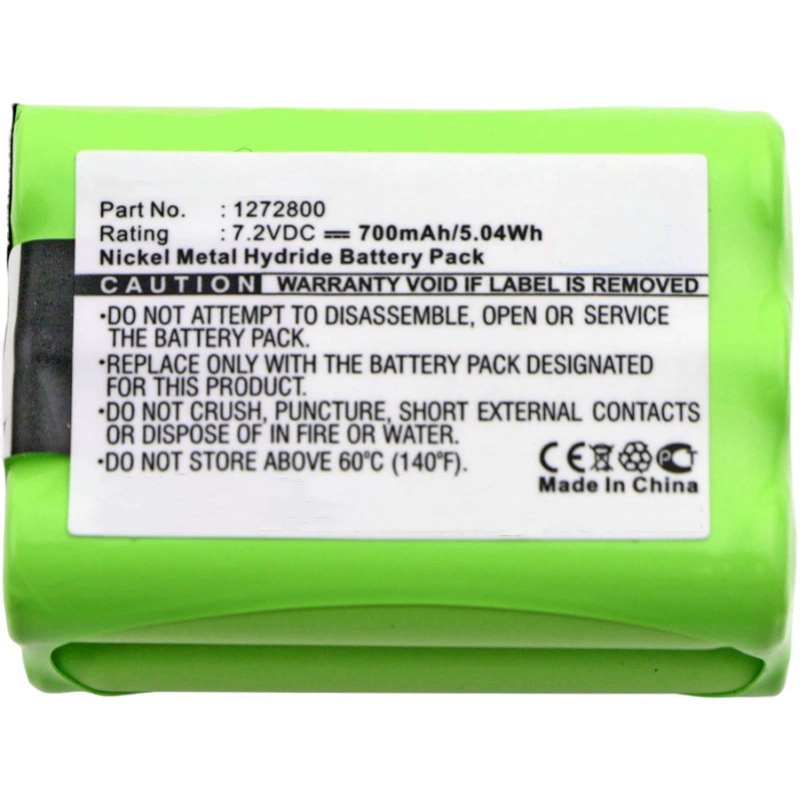 Part No. : 1272800
Rating : 7.2VDC ⎓ 700mAh/5.04Wh
Nickel Metal Hydride Battery Pack
CAUTION WARRANTY VOID IF LABEL IS REMOVED
•DO NOT ATTEMPT TO DISASSEMBLE, OPEN OR SERVICE
THE BATTERY PACK.
•REPLACE ONLY WITH THE BATTERY PACK DESIGNATED
FOR THIS PRODUCT.
•DO NOT CRUSH, PUNCTURE, SHORT EXTERNAL CONTACTS
OR DISPOSE OF IN FIRE OR WATER.
•DO NOT STORE ABOVE 60°C (140°F).
CE PCT
Made In China